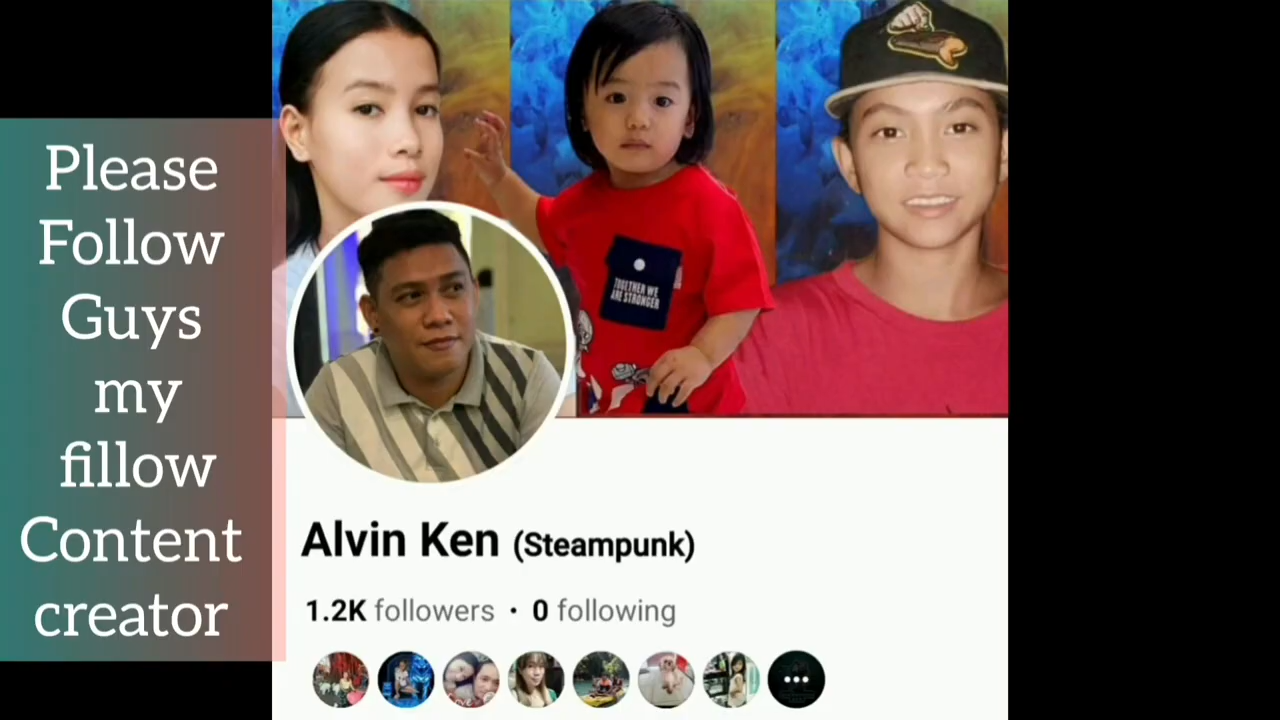 Please
Follow
Guys
my
fillow
Content
creator
TOGETHER WE
ARE STRONGER
Alvin Ken (Steampunk)
1.2K followers · 0 following